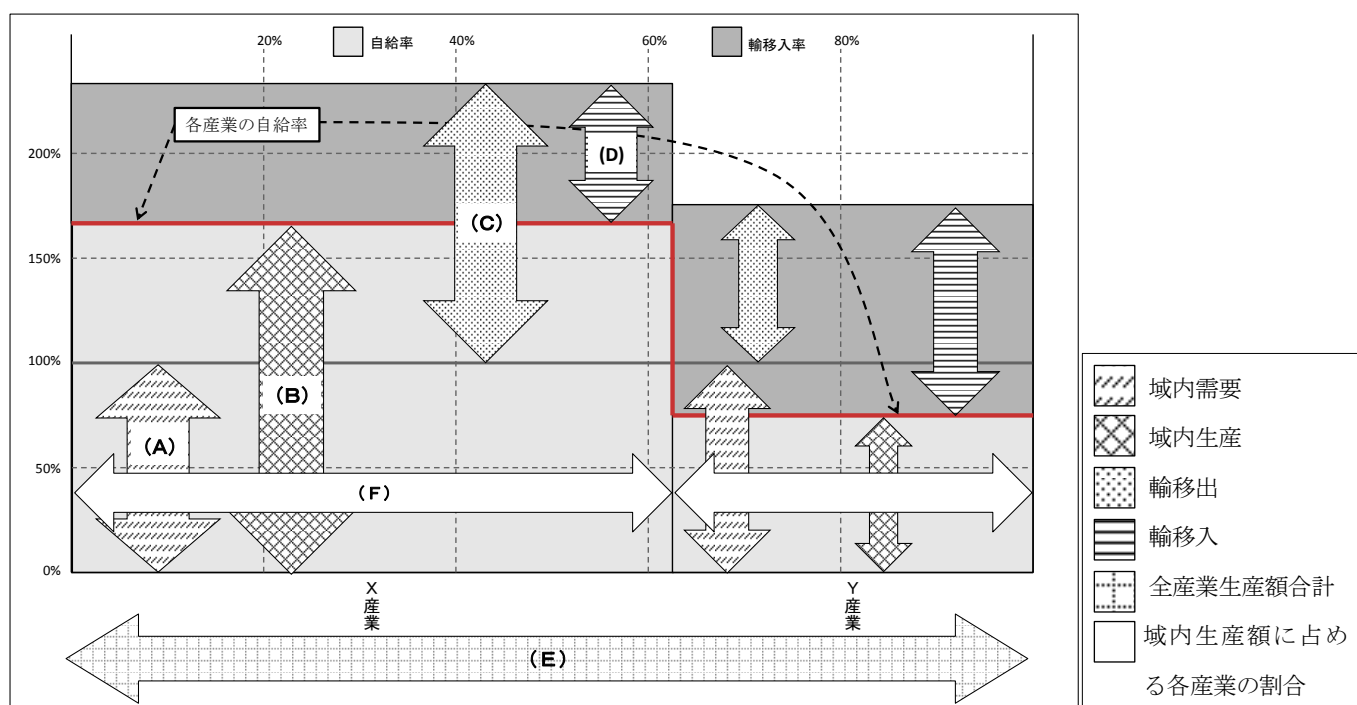 20%
自給率
40%
60%
輸移入率
80%
各産業の自給率
200%
(D)
(C)
150%
100%
(B)
(A)
50%
(F)
0%
X産業
Y産業
(E)
域内需要
域内生産
輸移出
輸移入
全産業生産額合計
域内生産額に占め
る各産業の割合